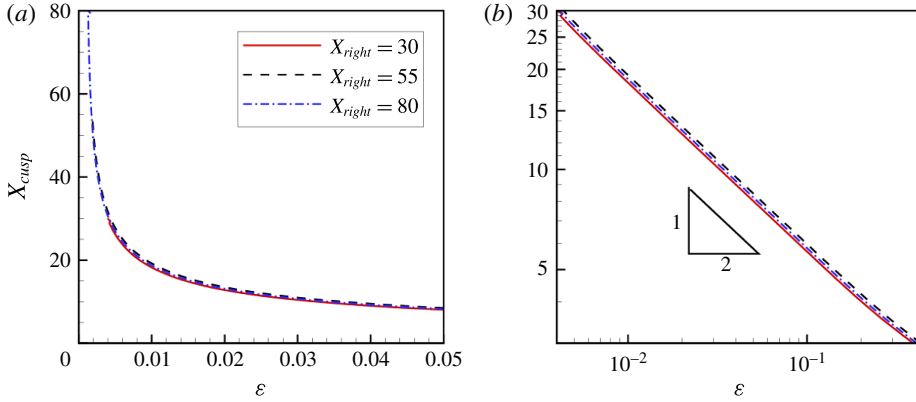 (a)
80
60
40
20
0
X_cusp
X_right = 30
X_right = 55
X_right = 80
0.01
0.02
0.03
0.04
0.05
ε
(b)
30
25
20
15
10
5
1
2
10⁻²
10⁻¹
ε